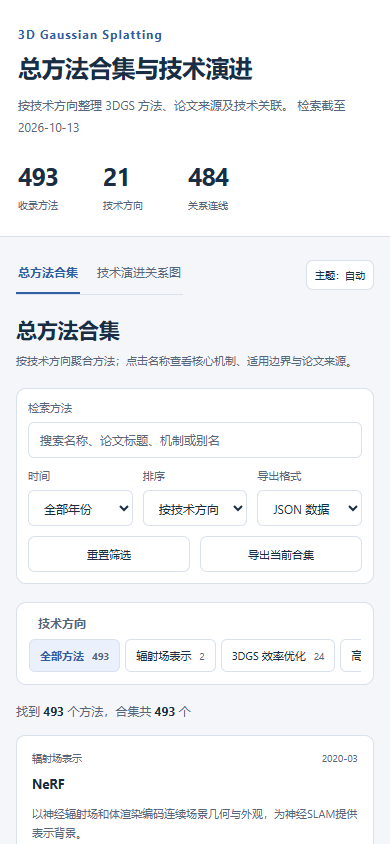 3D Gaussian Splatting
总方法合集与技术演进
按技术方向整理 3DGS 方法、论文来源及技术关联。 检索截至
2026-10-13
493 21 484
收录方法 技术方向 关系连线
总方法合集 技术演进关系图 主题：自动
总方法合集
按技术方向聚合方法；点击名称查看核心机制、适用边界与论文来源。
检索方法
搜索名称、论文标题、机制或别名
时间 排序 导出格式
全部年份 按技术方向 JSON 数据
重置筛选 导出当前合集
技术方向
全部方法 493 辐射场表示 2 3DGS 效率优化 24 高
找到 493 个方法，合集共 493 个
辐射场表示 2020-03
NeRF
以神经辐射场和体渲染编码连续场景几何与外观，为神经SLAM提供
表示背景。